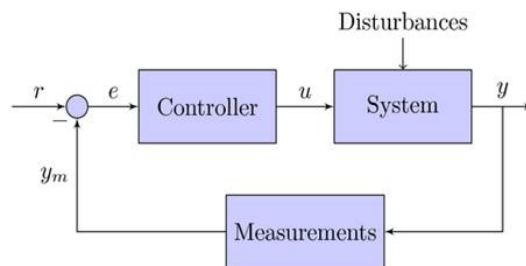 Disturbances
r
e
Controller
u
System
y
−
y_m
Measurements